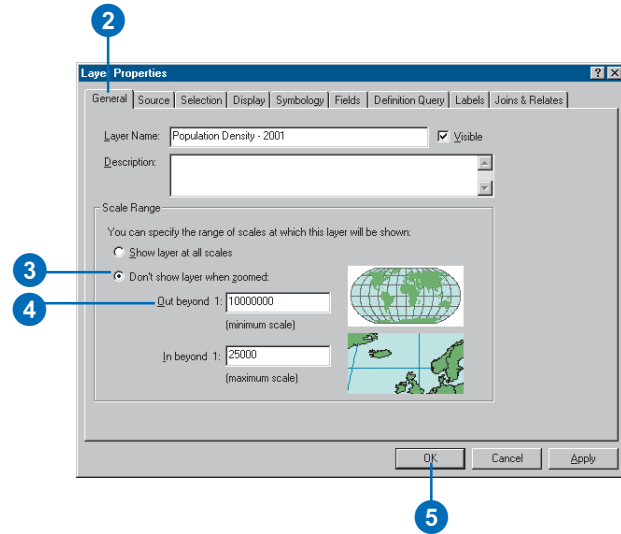 2
Layer Properties
General Source Selection Display Symbology Fields Definition Query Labels Joins & Relates
Layer Name: Population Density - 2001 Visible
Description:
Scale Range
You can specify the range of scales at which this layer will be shown:
Show layer at all scales
3
Don't show layer when zoomed:
4
Out beyond 1: 10000000
(minimum scale)
In beyond 1: 25000
(maximum scale)
OK Cancel Apply
5